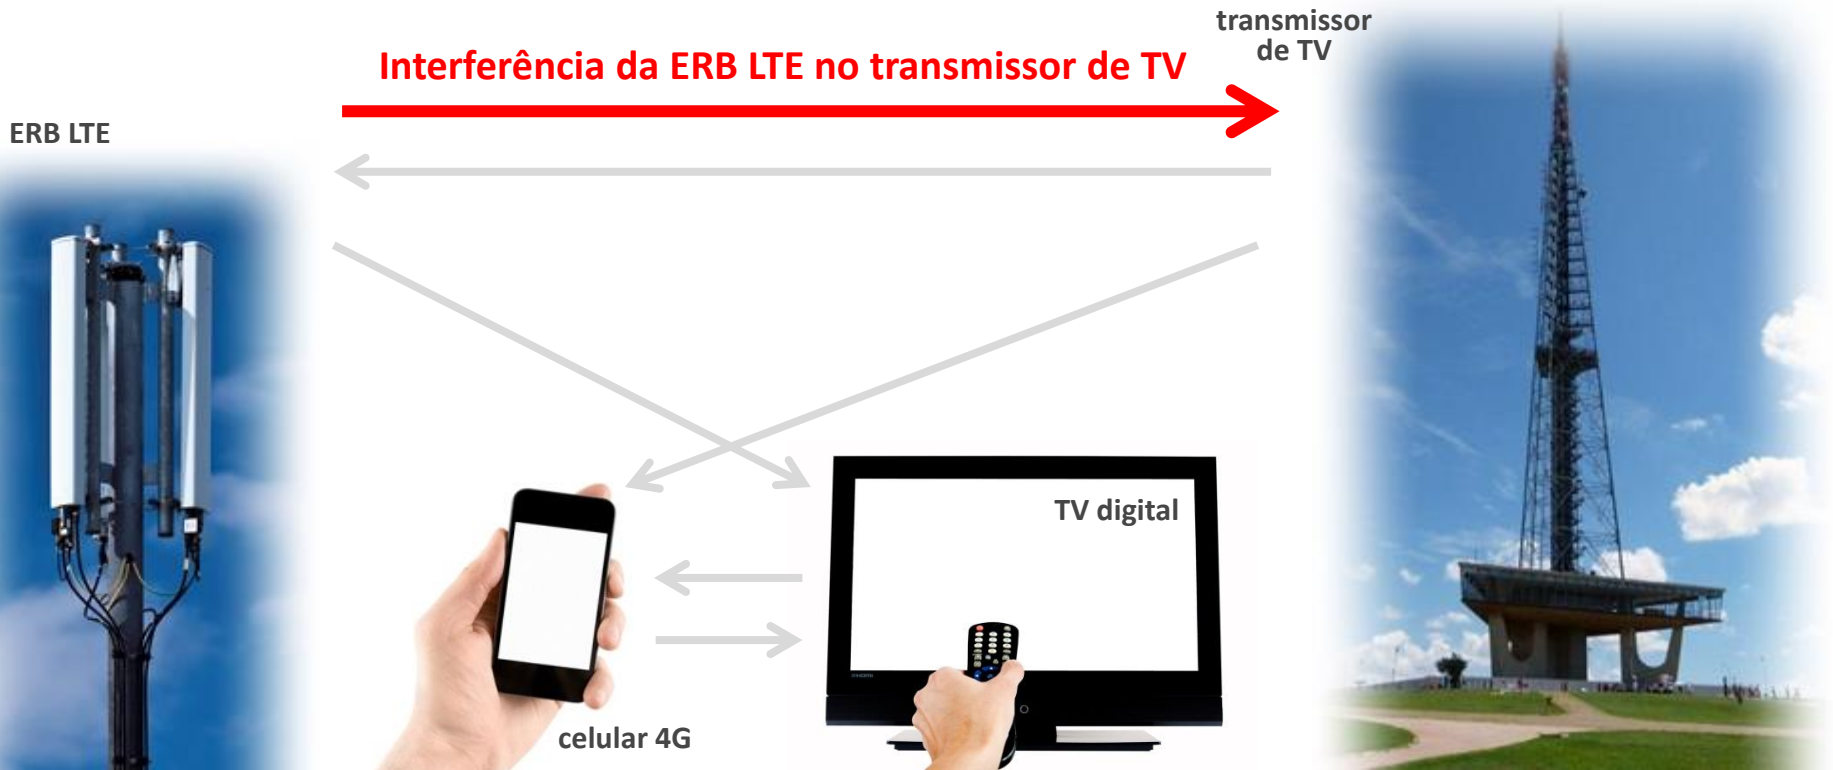 transmissor
de TV
Interferência da ERB LTE no transmissor de TV
ERB LTE
TV digital
celular 4G